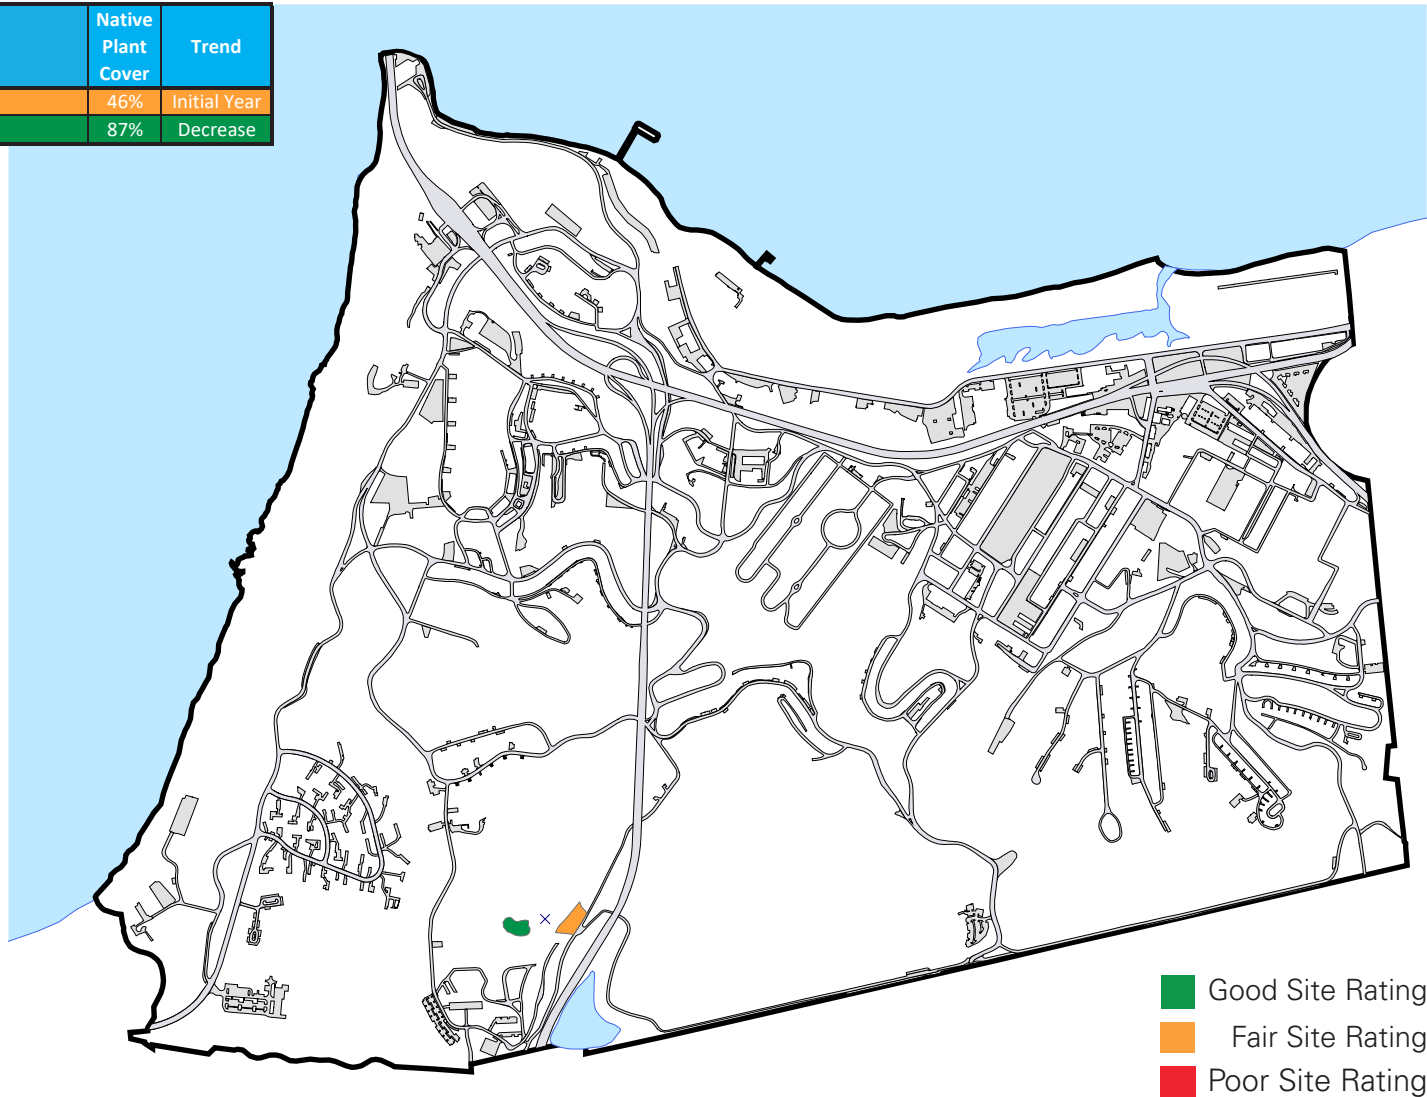 Native
Plant
Cover
Trend
46%
Initial Year
87%
Decrease
Good Site Rating
Fair Site Rating
Poor Site Rating